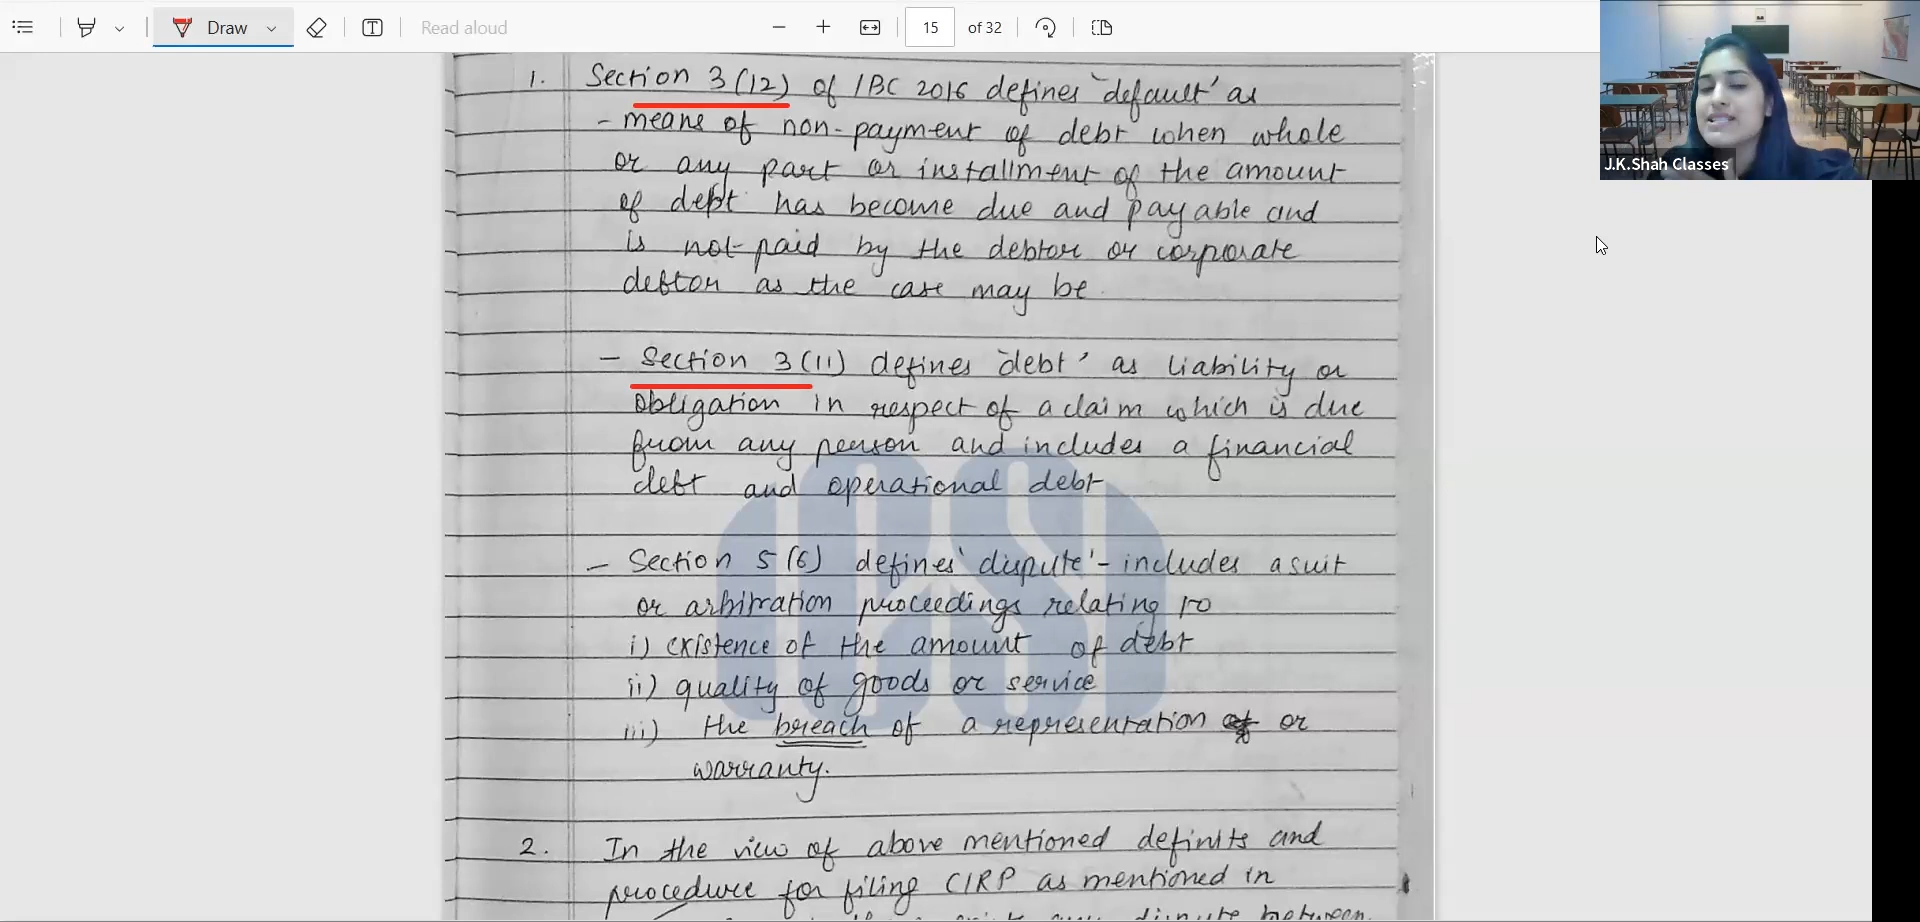 Draw
Read aloud
15
of 32
J.K.Shah Classes
1. Section 3(12) of IBC 2016 defines `default' as
- means of non-payment of debt when whole
or any part or installment of the amount
of debt has become due and payable and
is not-paid by the debtor or corporate
debtor as the case may be.
- Section 3(11) defines `debt' as liability or
obligation in respect of a claim which is due
from any person and includes a financial
debt and operational debt
- Section 5(6) defines `dispute' - includes a suit
or arbitration proceedings relating to
i) existence of the amount of debt
ii) quality of goods or service
iii) the breach of a representation or
warranty.
2. In the view of above mentioned definits and
procedure for filing CIRP as mentioned in
any dispute between